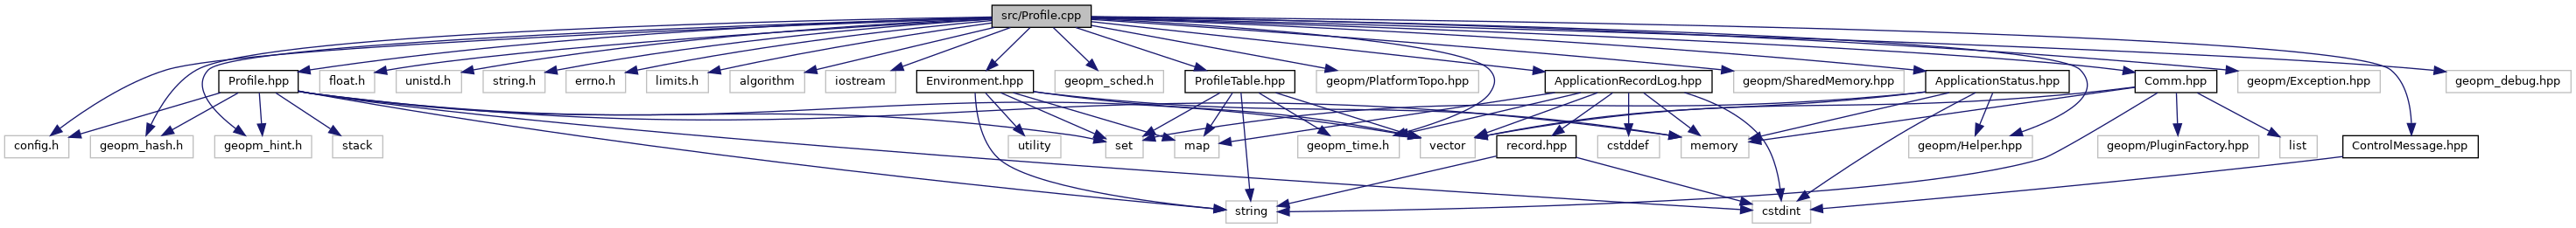 src/Profile.cpp
Profile.hpp
float.h
unistd.h
string.h
errno.h
limits.h
algorithm
iostream
Environment.hpp
geopm_sched.h
ProfileTable.hpp
geopm/PlatformTopo.hpp
ApplicationRecordLog.hpp
geopm/SharedMemory.hpp
ApplicationStatus.hpp
Comm.hpp
geopm/Exception.hpp
geopm_debug.h
config.h
geopm_hash.h
geopm_hint.h
stack
utility
set
map
geopm_time.h
vector
record.hpp
cstddef
memory
geopm/Helper.hpp
geopm/PluginFactory.hpp
list
ControlMessage.hpp
string
cstdint